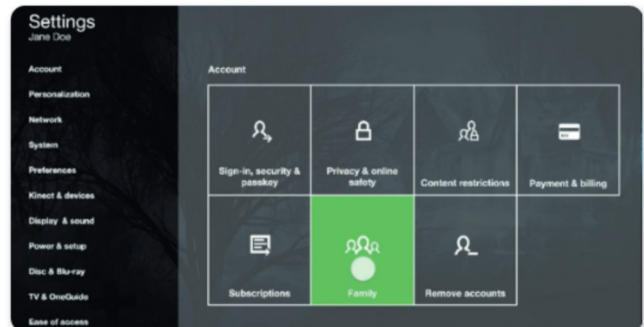 Settings
Jane Doe
Account
Personalization
Network
System
Preferences
Kinect & devices
Display & sound
Power & setup
Disc & Blu-ray
TV & OneGuide
Ease of access
Account
Sign-in, security &
passkey
Privacy & online
safety
Content restrictions
Payment & billing
Subscriptions
Family
Remove accounts